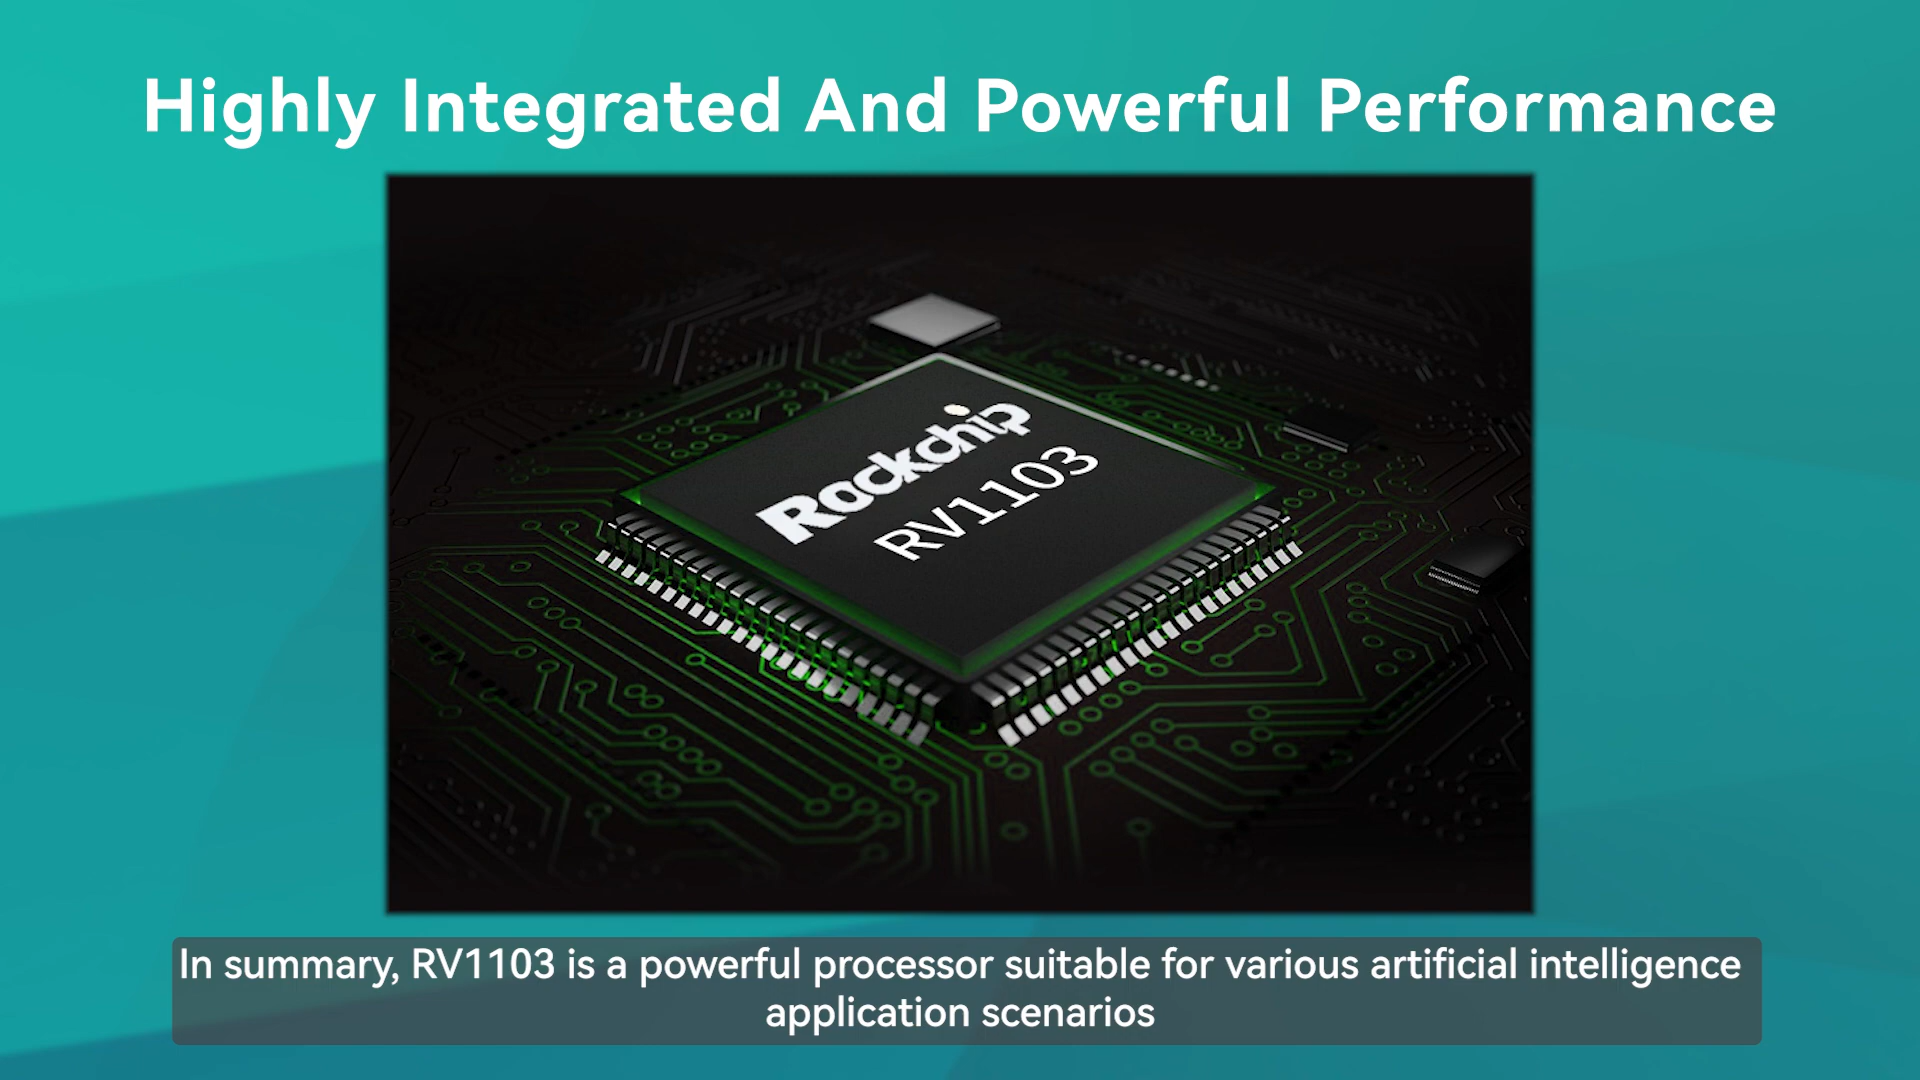 Highly Integrated And Powerful Performance
Rockchip
RV1103
In summary, RV1103 is a powerful processor suitable for various artificial intelligence
application scenarios